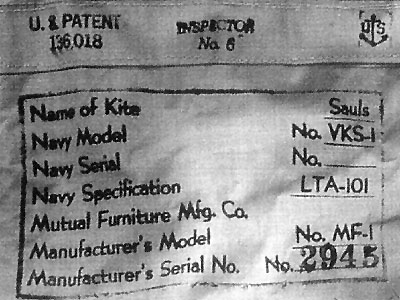 U. S. PATENT INSPECTOR U S
136,018 No. 6
Name of Kite Sauls
Navy Model No. VKS-1
Navy Serial No.
Navy Specification LTA-101
Mutual Furniture Mfg. Co.
Manufacturer's Model No. MF-1
Manufacturer's Serial No. No. 2945